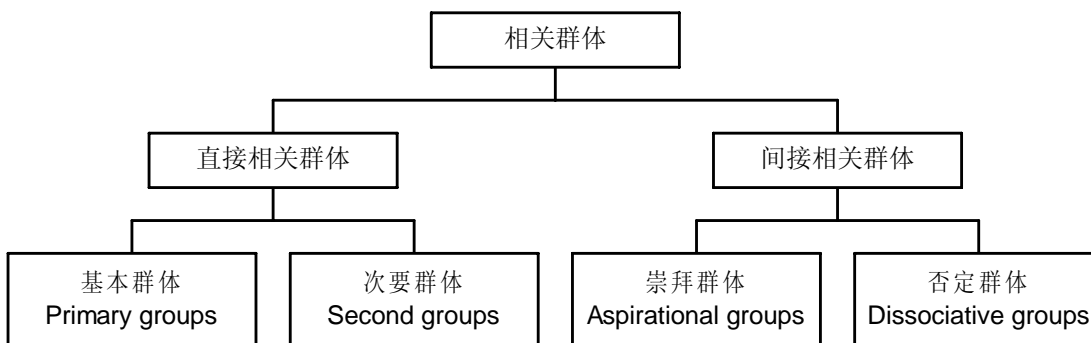 相关群体
直接相关群体
间接相关群体
基本群体
Primary groups
次要群体
Second groups
崇拜群体
Aspirational groups
否定群体
Dissociative groups